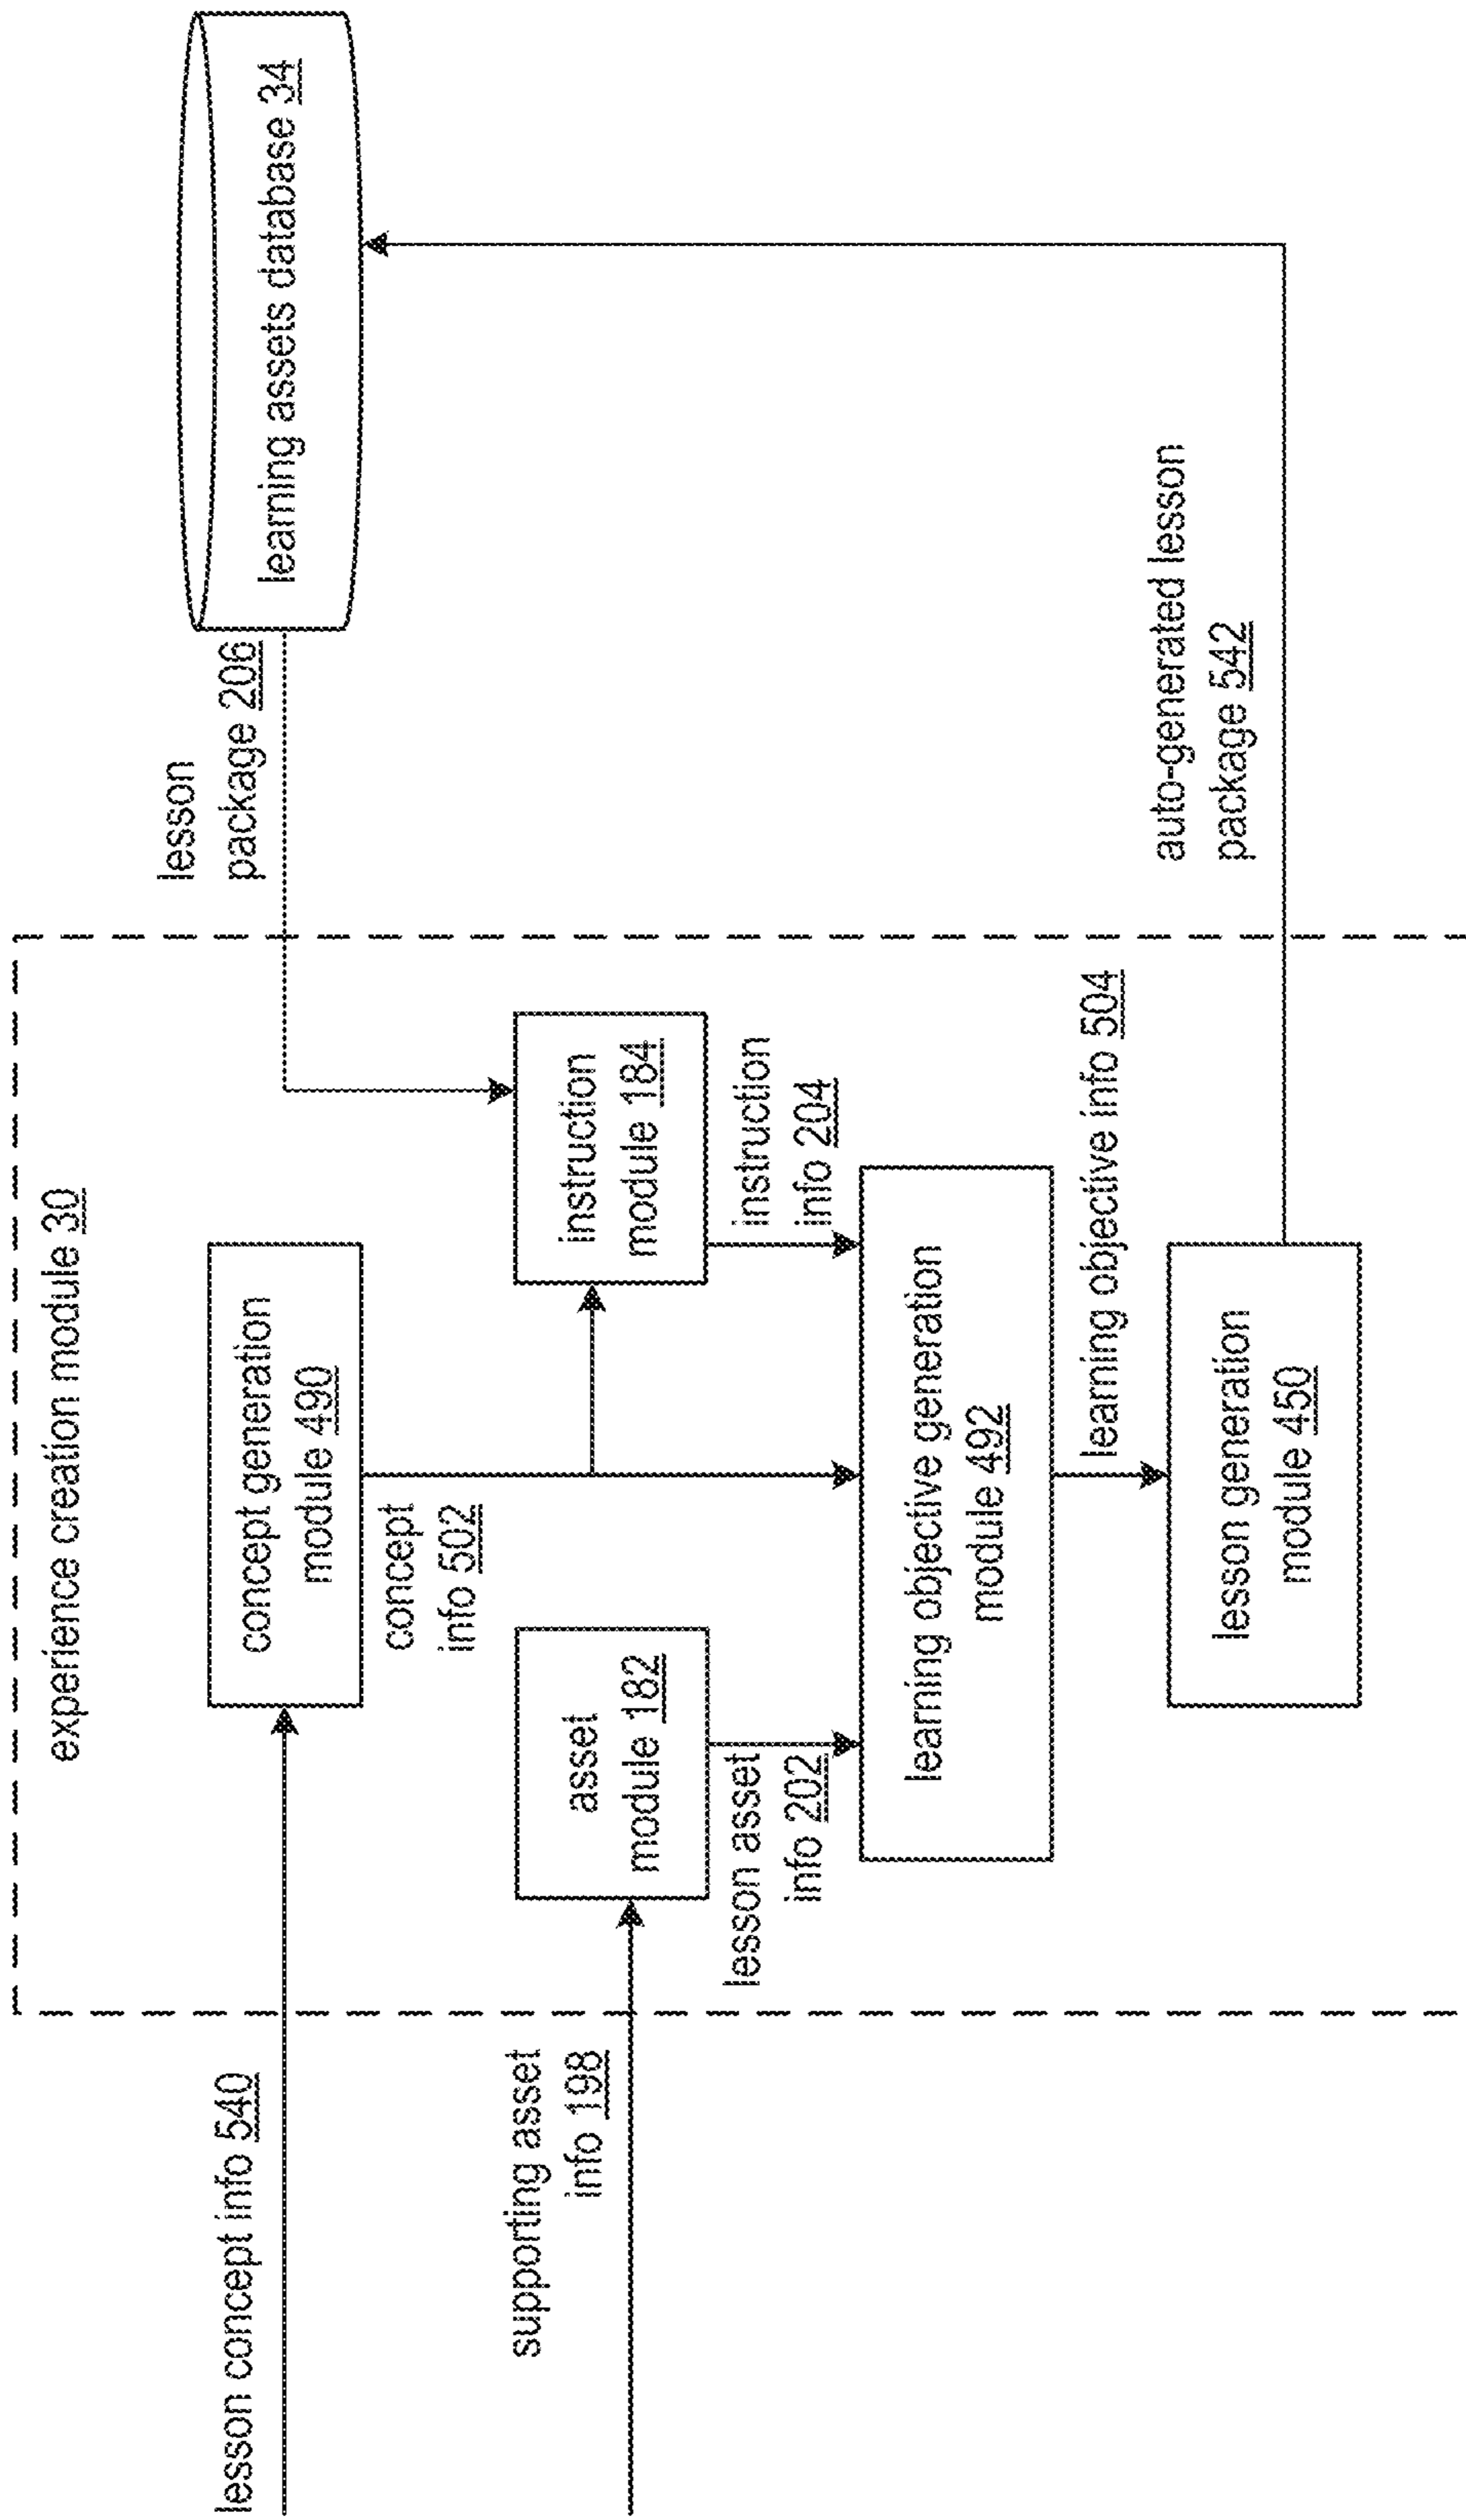 experience creation module 30
lesson concept info 540
concept generation
module 490
lesson
package 206
learning assets database 34
concept
info 502
supporting asset
info 198
asset
module 182
instruction
module 184
lesson asset
info 202
instruction
info 204
learning objective generation
module 492
learning objective info 504
lesson generation
module 450
auto-generated lesson
package 542